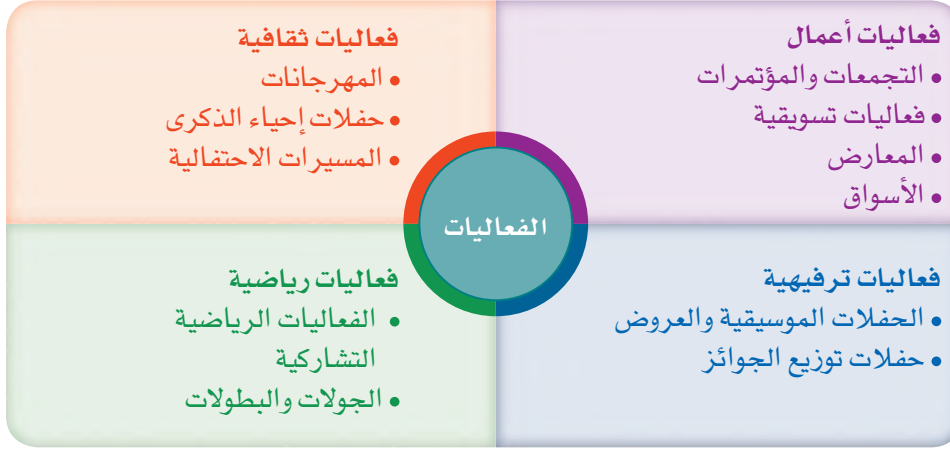 فعاليات أعمال
• التجمعات والمؤتمرات
• فعاليات تسويقية
• المعارض
• الأسواق
فعاليات ثقافية
• المهرجانات
• حفلات إحياء الذكرى
• المسيرات الاحتفالية
الفعاليات
فعاليات ترفيهية
• الحفلات الموسيقية والعروض
• حفلات توزيع الجوائز
فعاليات رياضية
• الفعاليات الرياضية
التشاركية
• الجولات والبطولات